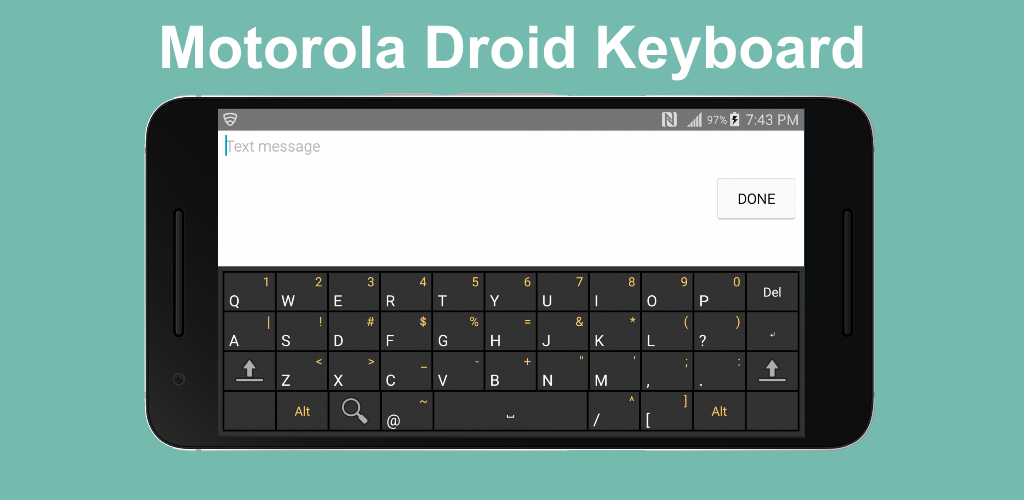 Motorola Droid Keyboard
97% 7:43 PM
Text message
DONE
1 2 3 4 5 6 7 8 9 0
Q W E R T Y U I O P Del
| ! # $ % = & * ( )
A S D F G H J K L ?
< > _ - + " ' ; :
Z X C V B N M , .
~ ^ ]
Alt @ / [ Alt